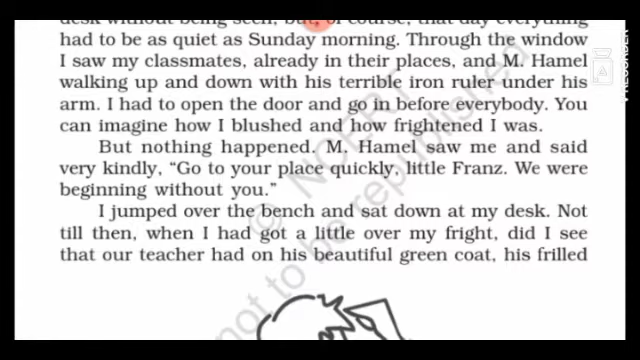 desk without being seen, but, of course, that day everything
had to be as quiet as Sunday morning. Through the window
I saw my classmates, already in their places, and M. Hamel
walking up and down with his terrible iron ruler under his
arm. I had to open the door and go in before everybody. You
can imagine how I blushed and how frightened I was.
But nothing happened. M. Hamel saw me and said
very kindly, “Go to your place quickly, little Franz. We were
beginning without you.”
I jumped over the bench and sat down at my desk. Not
till then, when I had got a little over my fright, did I see
that our teacher had on his beautiful green coat, his frilled
© NCERT
not to be republished